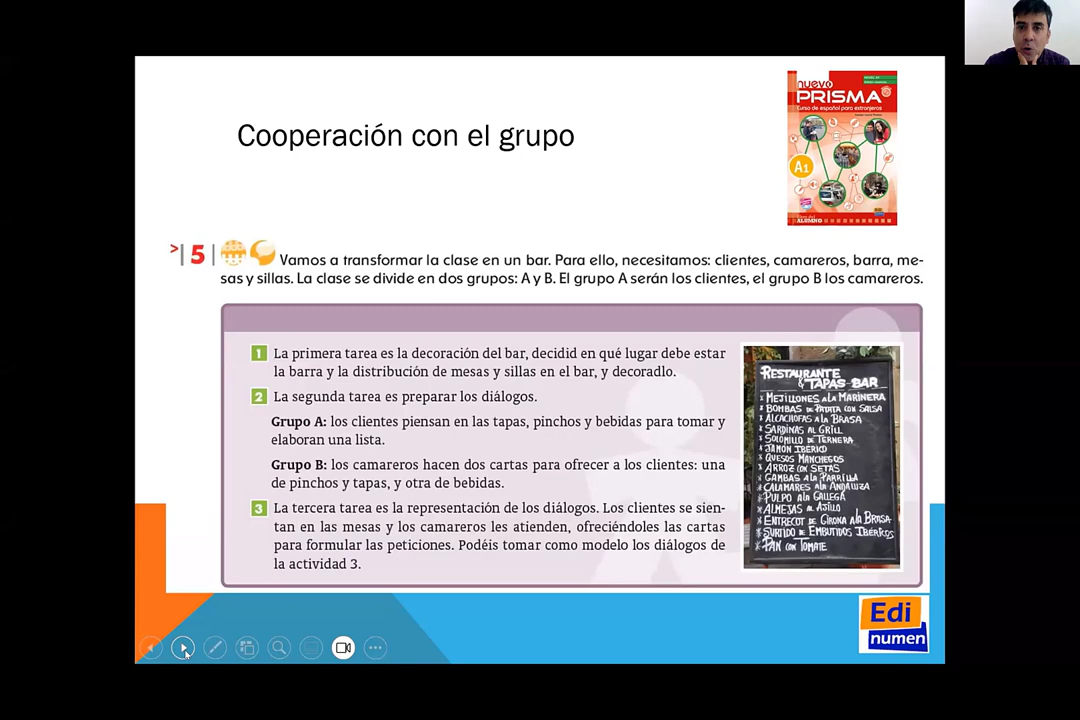 Cooperación con el grupo
nuevo
PRISMA
Curso de español para extranjeros
A1
ALUMNO
>| 5 | Vamos a transformar la clase en un bar. Para ello, necesitamos: clientes, camareros, barra, me-
sas y sillas. La clase se divide en dos grupos: A y B. El grupo A serán los clientes, el grupo B los camareros.
1 La primera tarea es la decoración del bar, decidid en qué lugar debe estar
la barra y la distribución de mesas y sillas en el bar, y decoradlo.
2 La segunda tarea es preparar los diálogos.
Grupo A: los clientes piensan en las tapas, pinchos y bebidas para tomar y
elaboran una lista.
Grupo B: los camareros hacen dos cartas para ofrecer a los clientes: una
de pinchos y tapas, y otra de bebidas.
3 La tercera tarea es la representación de los diálogos. Los clientes se sien-
tan en las mesas y los camareros les atienden, ofreciéndoles las cartas
para formular las peticiones. Podéis tomar como modelo los diálogos de
la actividad 3.
RESTAURANTE
& TAPAS BAR
* MEJILLONES a la MARINERA
* BOMBAS DE PATATA CON SALSA
* ALCACHOFAS a la BRASA
* SARDINAS AL GRILL
* SOLOMILLO DE TERNERA
* JAMÓN IBÉRICO
* QUESOS MANCHEGOS
* ARROZ CON SETAS
* GAMBAS a la PARRILLA
* CALAMARES a la ANDALUZA
* PULPO a la GALLEGA
* ALMEJAS AL AJILLO
* ENTRECOT DE GIRONA a la BRASA
* SURTIDO DE EMBUTIDOS IBÉRICOS
* PAN CON TOMATE
Edi
numen